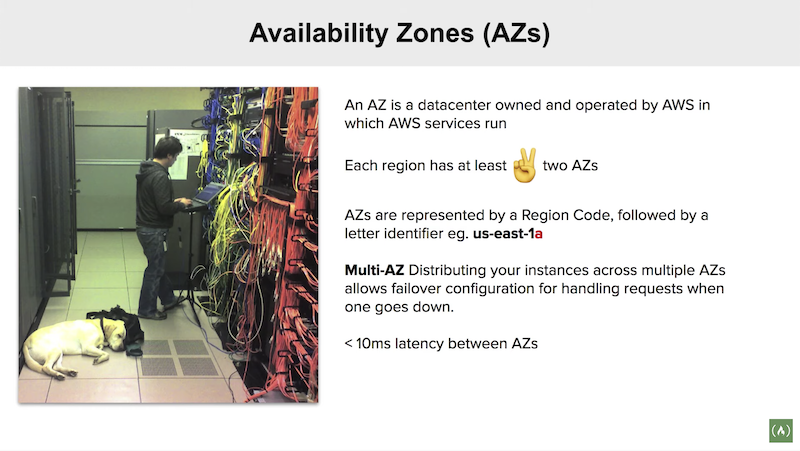 Availability Zones (AZs)
An AZ is a datacenter owned and operated by AWS in
which AWS services run
Each region has at least ✌ two AZs
AZs are represented by a Region Code, followed by a
letter identifier eg. us-east-1a
Multi-AZ Distributing your instances across multiple AZs
allows failover configuration for handling requests when
one goes down.
< 10ms latency between AZs